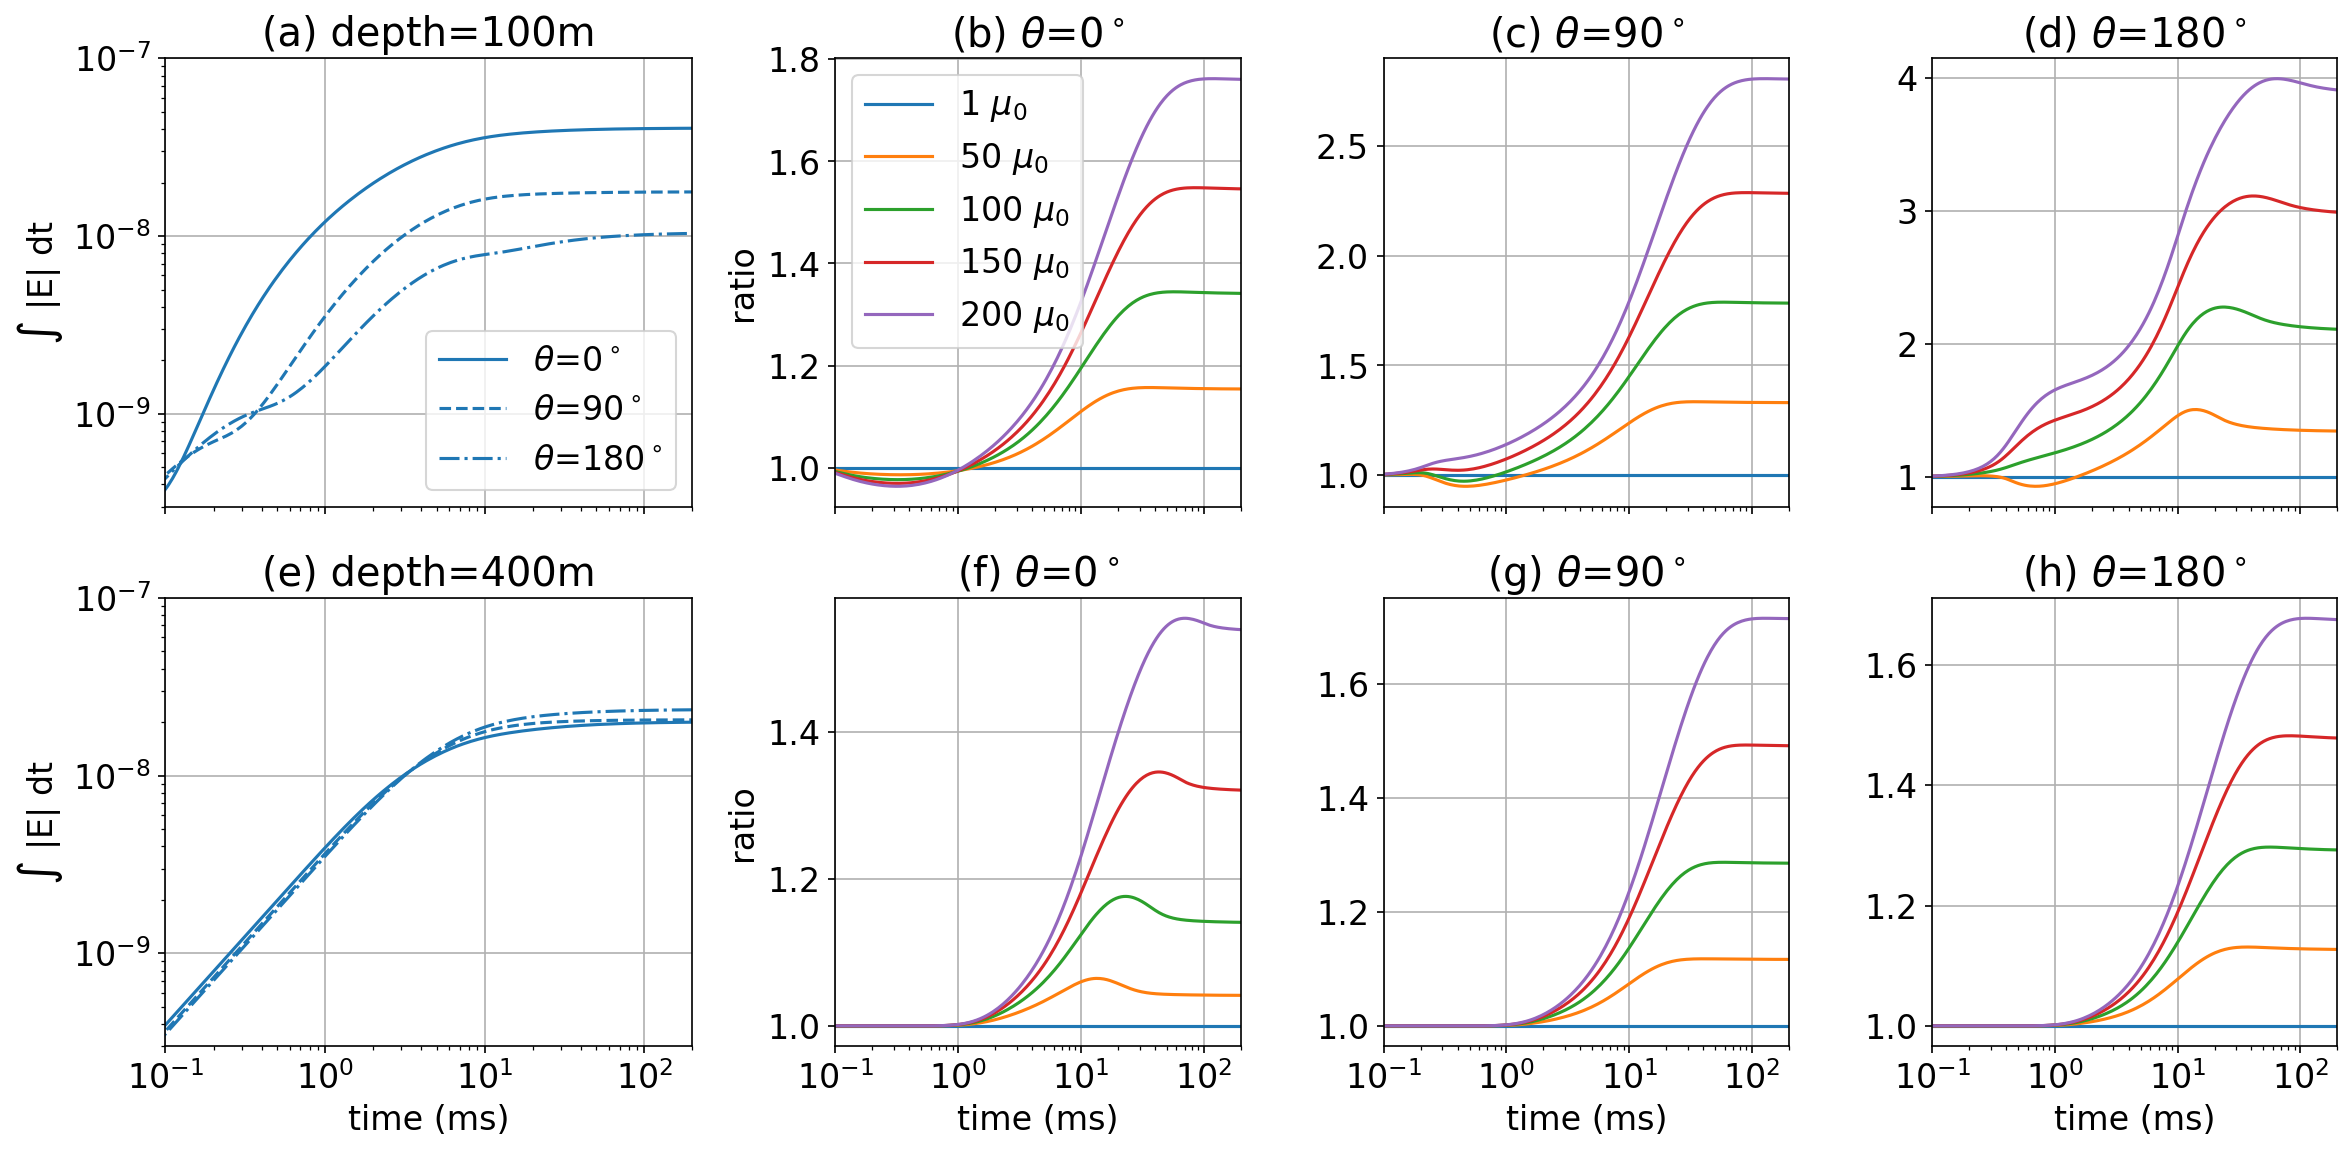 (a) depth=100m
10⁻⁷
10⁻⁸
10⁻⁹
∫ |E| dt
θ=0°
θ=90°
θ=180°
(b) θ=0°
1.8
1.6
1.4
1.2
1.0
ratio
1 μ₀
50 μ₀
100 μ₀
150 μ₀
200 μ₀
(c) θ=90°
2.5
2.0
1.5
1.0
(d) θ=180°
4
3
2
1
(e) depth=400m
10⁻⁷
10⁻⁸
10⁻⁹
∫ |E| dt
10⁻¹ 10⁰ 10¹ 10²
time (ms)
(f) θ=0°
1.4
1.2
1.0
ratio
10⁻¹ 10⁰ 10¹ 10²
time (ms)
(g) θ=90°
1.6
1.4
1.2
1.0
10⁻¹ 10⁰ 10¹ 10²
time (ms)
(h) θ=180°
1.6
1.4
1.2
1.0
10⁻¹ 10⁰ 10¹ 10²
time (ms)